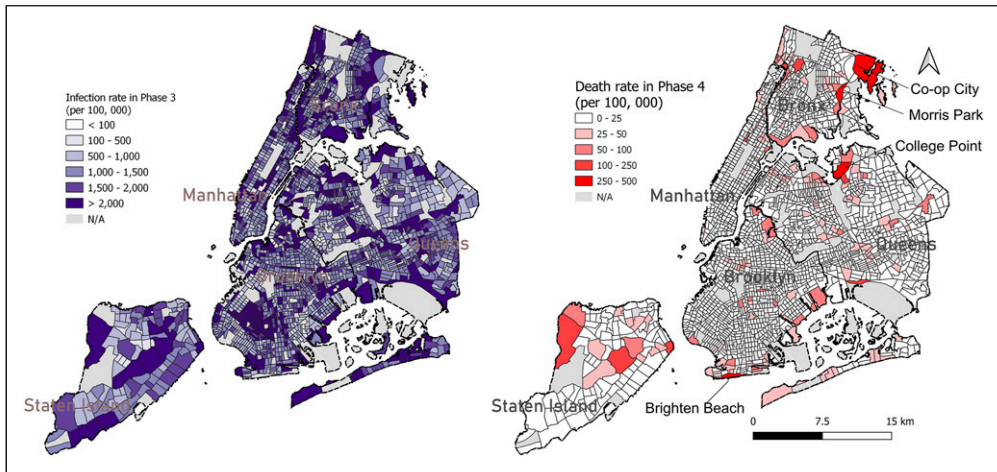 Infection rate in Phase 3
(per 100, 000)
< 100
100 - 500
500 - 1,000
1,000 - 1,500
1,500 - 2,000
> 2,000
N/A
Bronx
Manhattan
Queens
Brooklyn
Staten Island
Death rate in Phase 4
(per 100, 000)
0 - 25
25 - 50
50 - 100
100 - 250
250 - 500
N/A
Co-op City
Bronx
Morris Park
College Point
Manhattan
Queens
Brooklyn
Staten Island
Brighten Beach
0 7.5 15 km